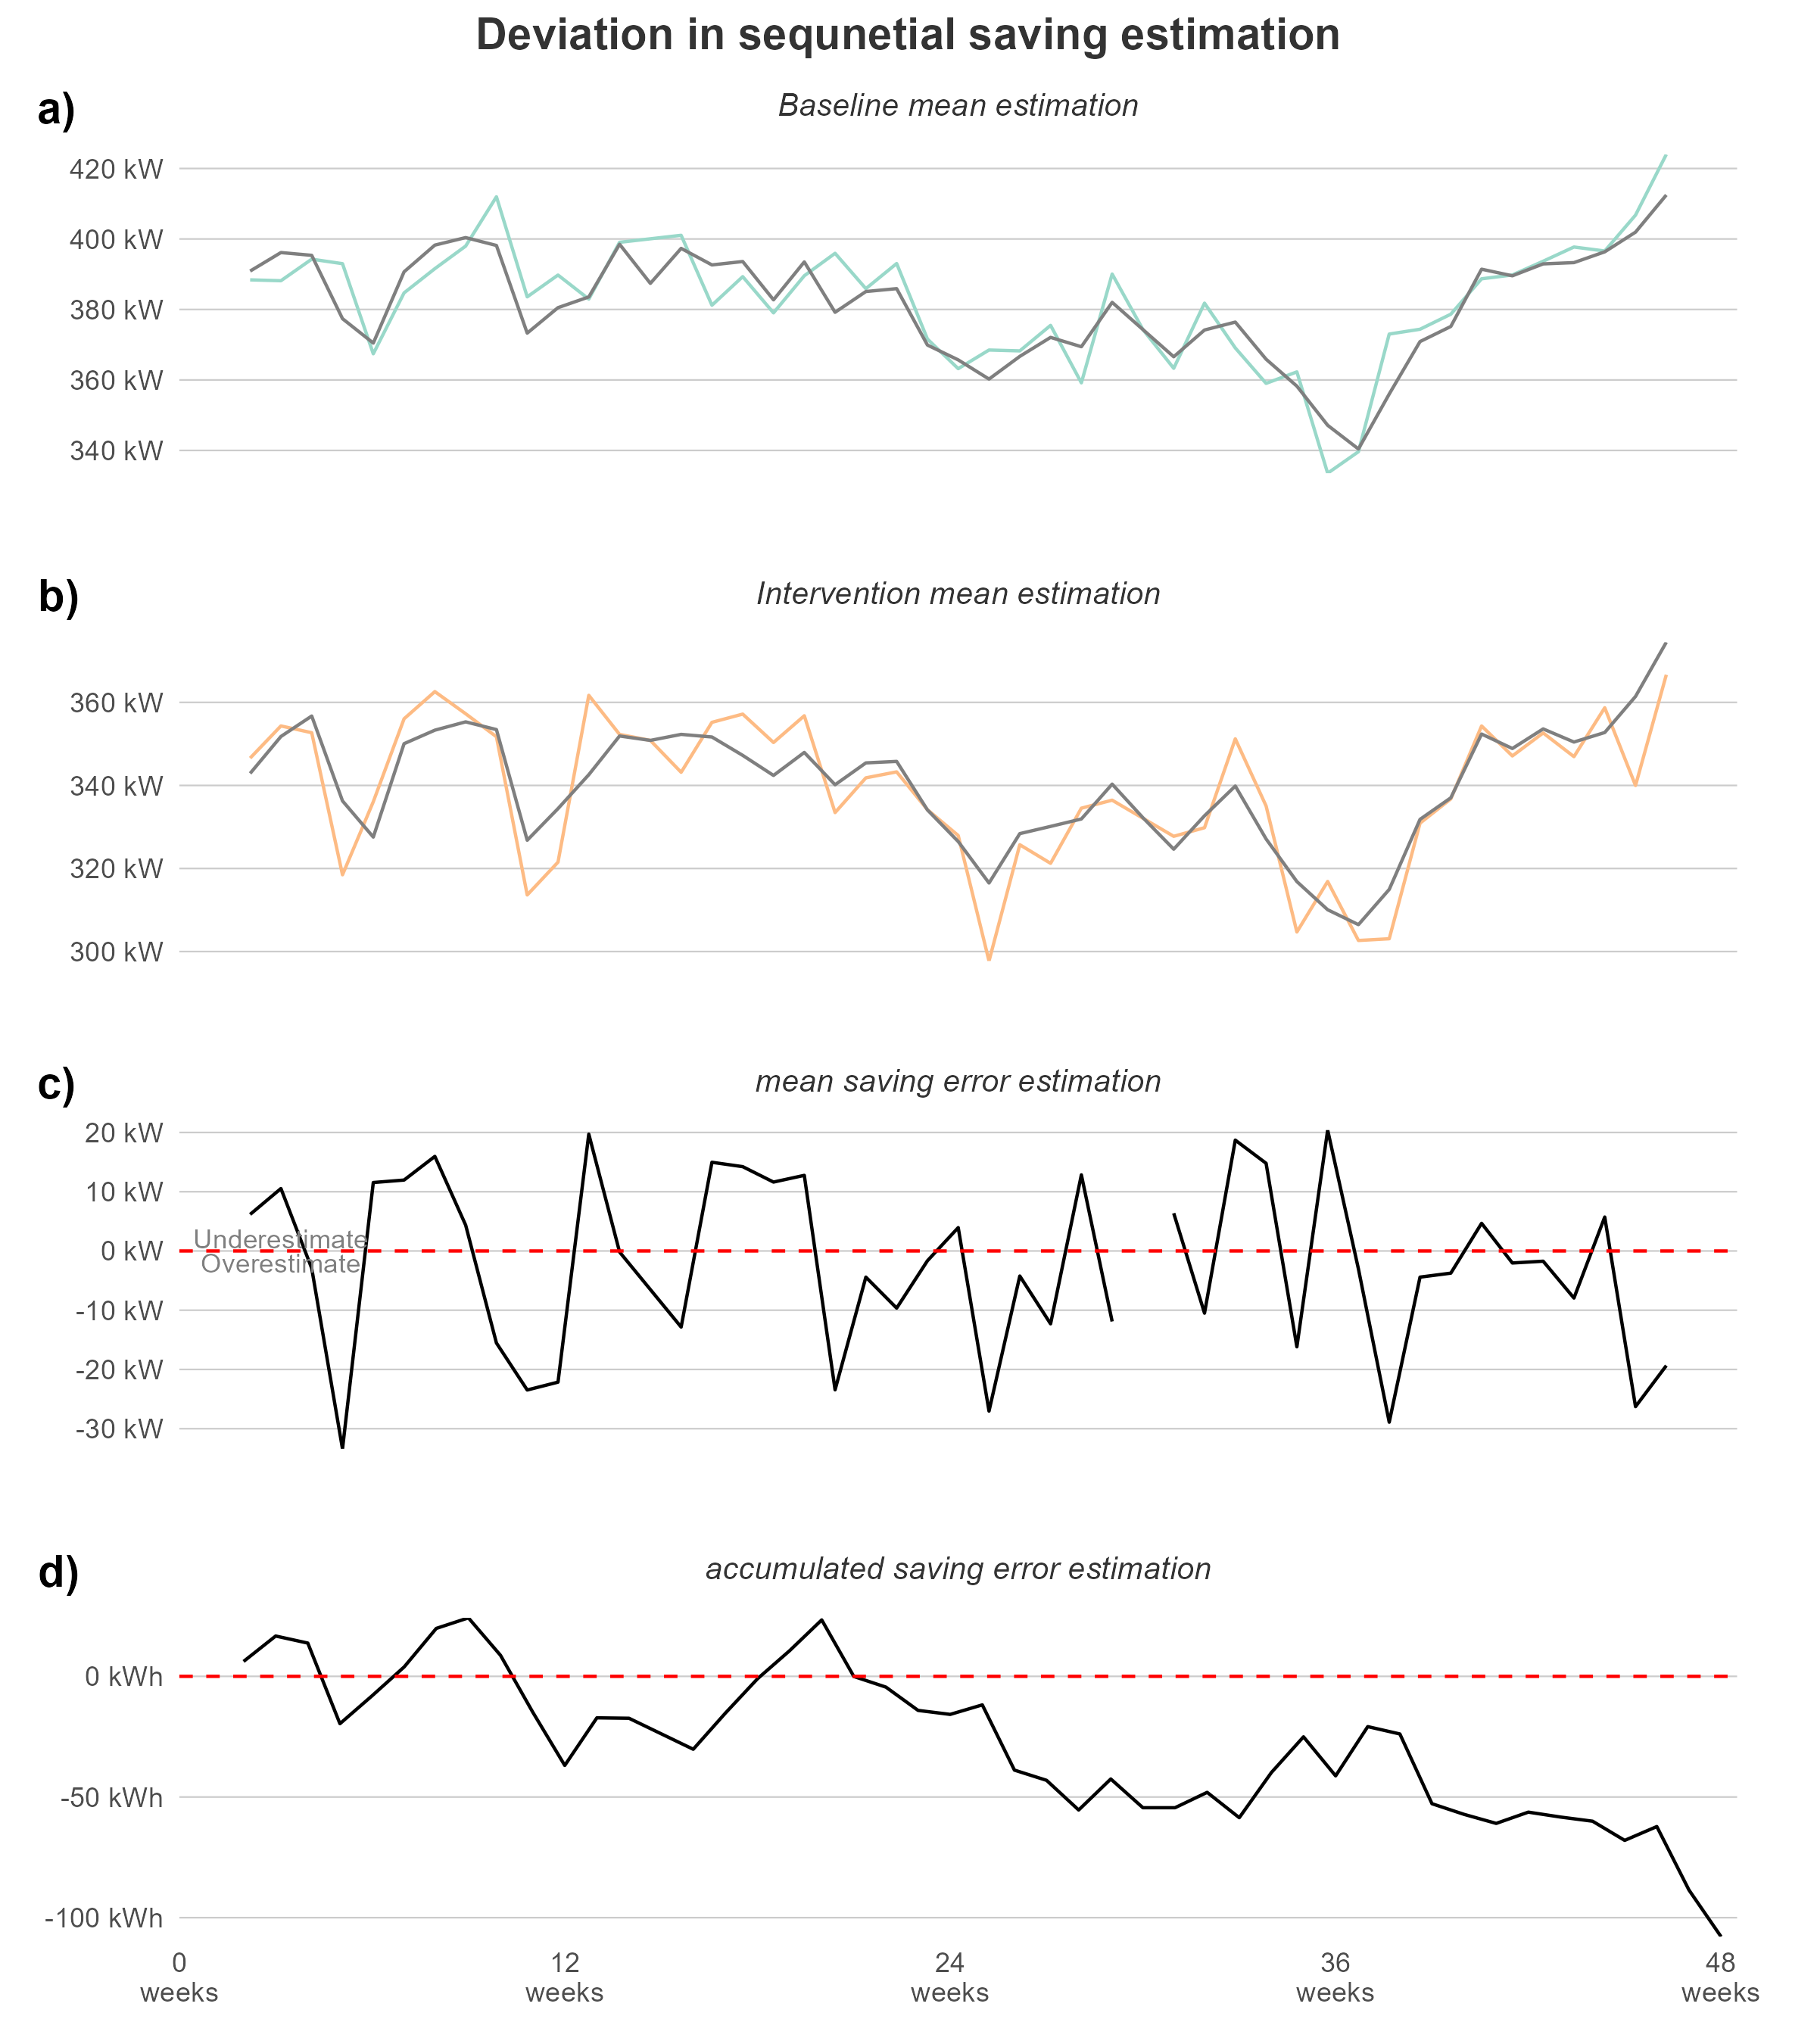 Deviation in sequnetial saving estimation
a)
Baseline mean estimation
420 kW
400 kW
380 kW
360 kW
340 kW
b)
Intervention mean estimation
360 kW
340 kW
320 kW
300 kW
c)
mean saving error estimation
20 kW
10 kW
Underestimate
0 kW
Overestimate
-10 kW
-20 kW
-30 kW
d)
accumulated saving error estimation
0 kWh
-50 kWh
-100 kWh
0 12 24 36 48
weeks weeks weeks weeks weeks